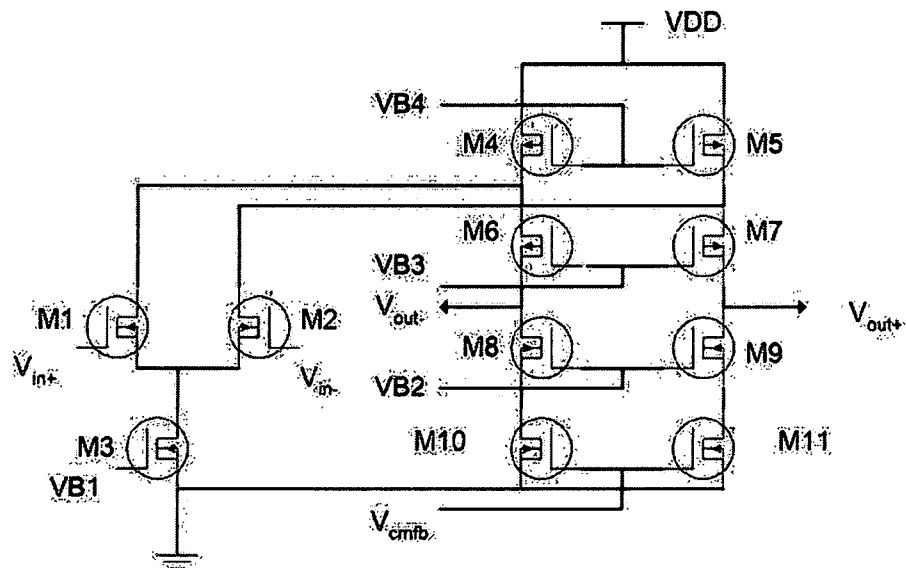 VDD
VB4
M4
M5
M6
M7
VB3
M1
M2
Vout-
Vout+
M8
M9
Vin+
Vin-
VB2
M3
M10
M11
VB1
Vcmfb